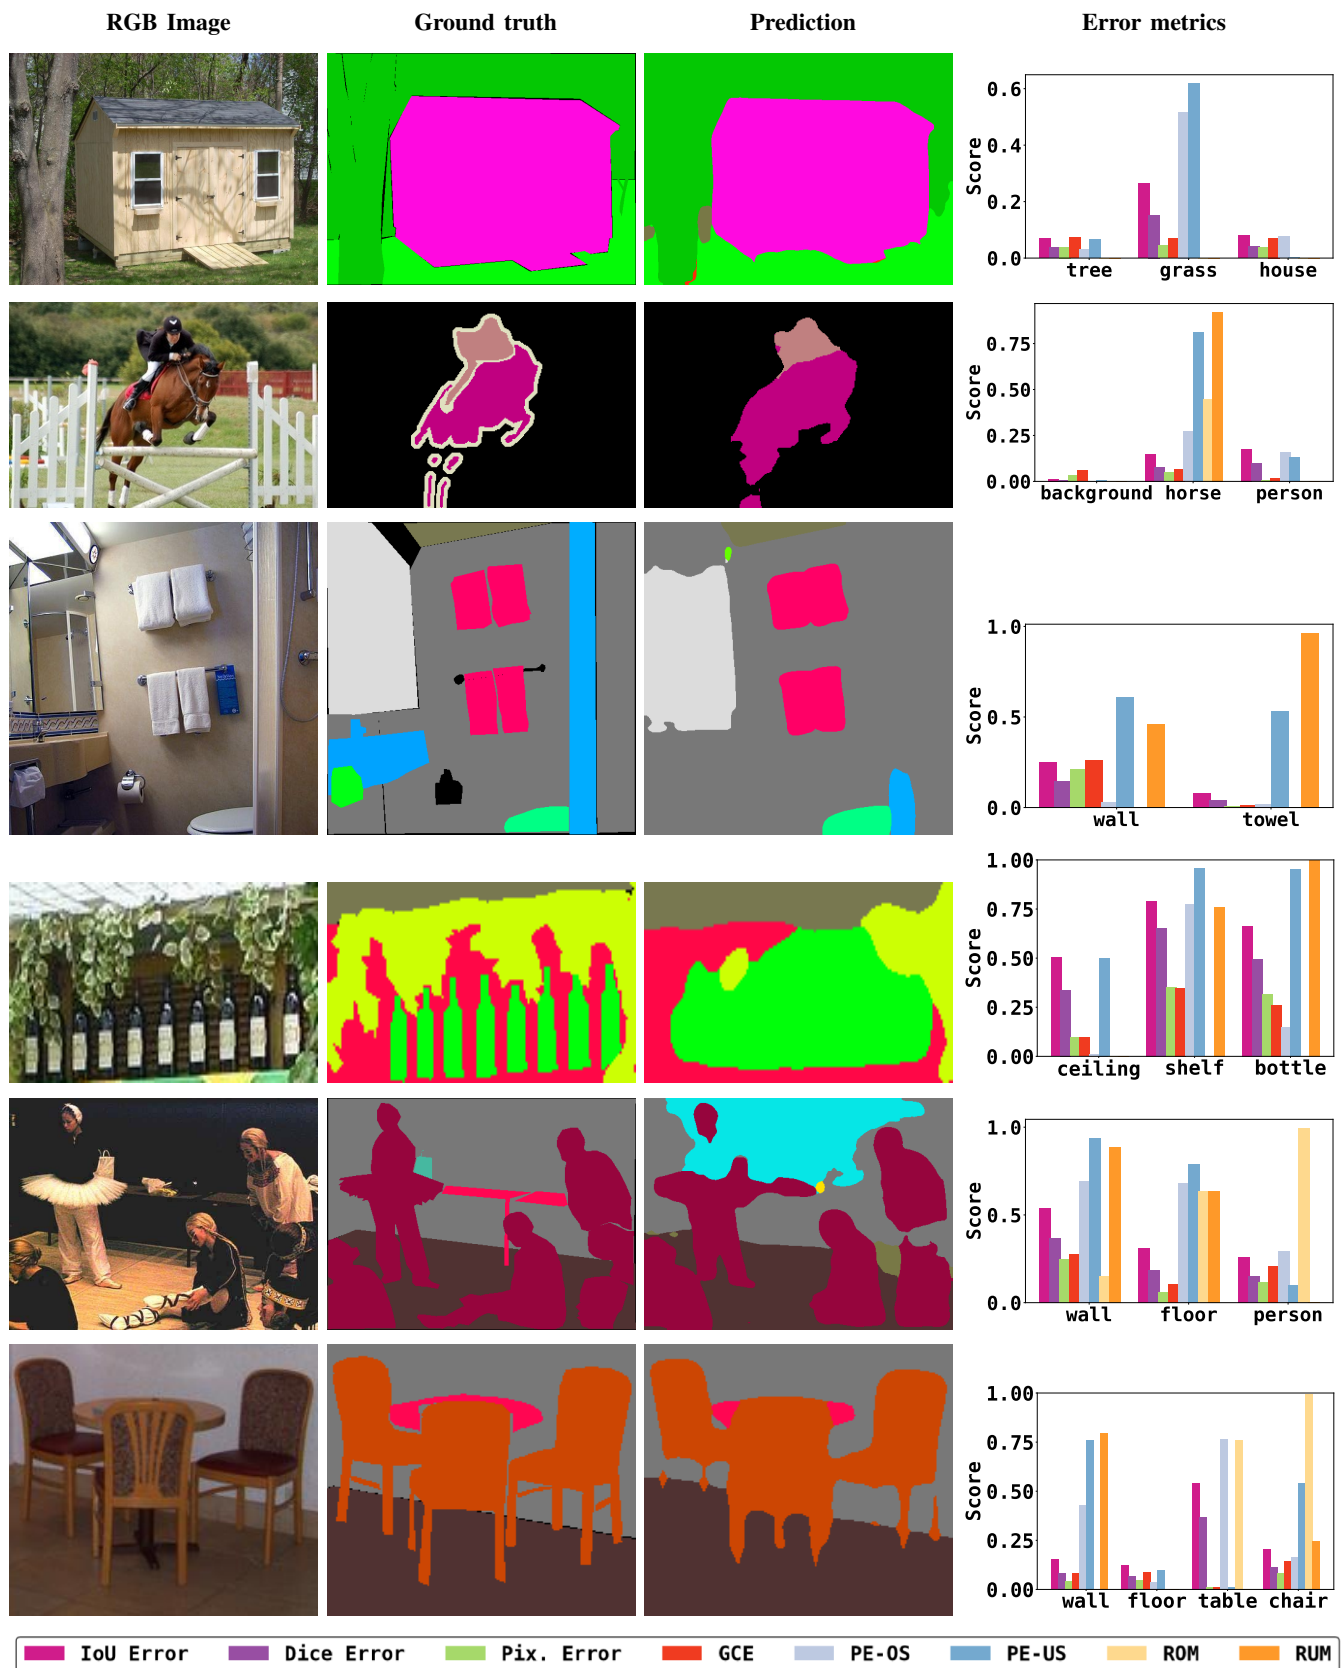 RGB Image Ground truth Prediction Error metrics
0.6
0.4
0.2
0.0
Score
tree grass house
0.75
0.50
0.25
0.00
Score
background horse person
1.0
0.5
0.0
Score
wall towel
1.00
0.75
0.50
0.25
0.00
Score
ceiling shelf bottle
1.0
0.5
0.0
Score
wall floor person
1.00
0.75
0.50
0.25
0.00
Score
wall floor table chair
IoU Error Dice Error Pix. Error GCE PE-OS PE-US ROM RUM